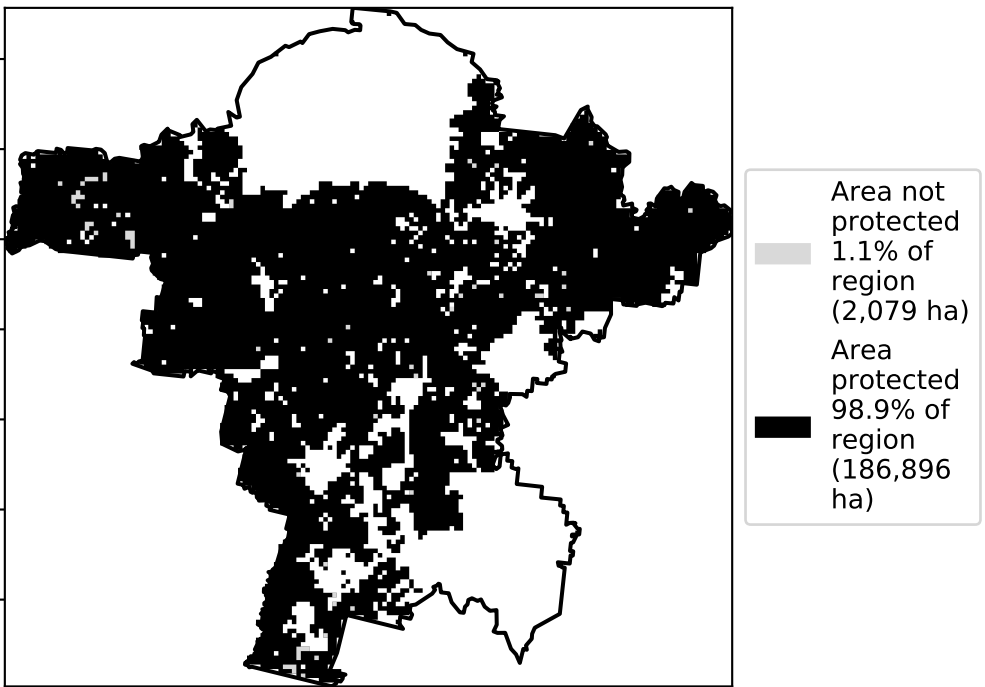 Area not
protected
1.1% of
region
(2,079 ha)
Area
protected
98.9% of
region
(186,896
ha)